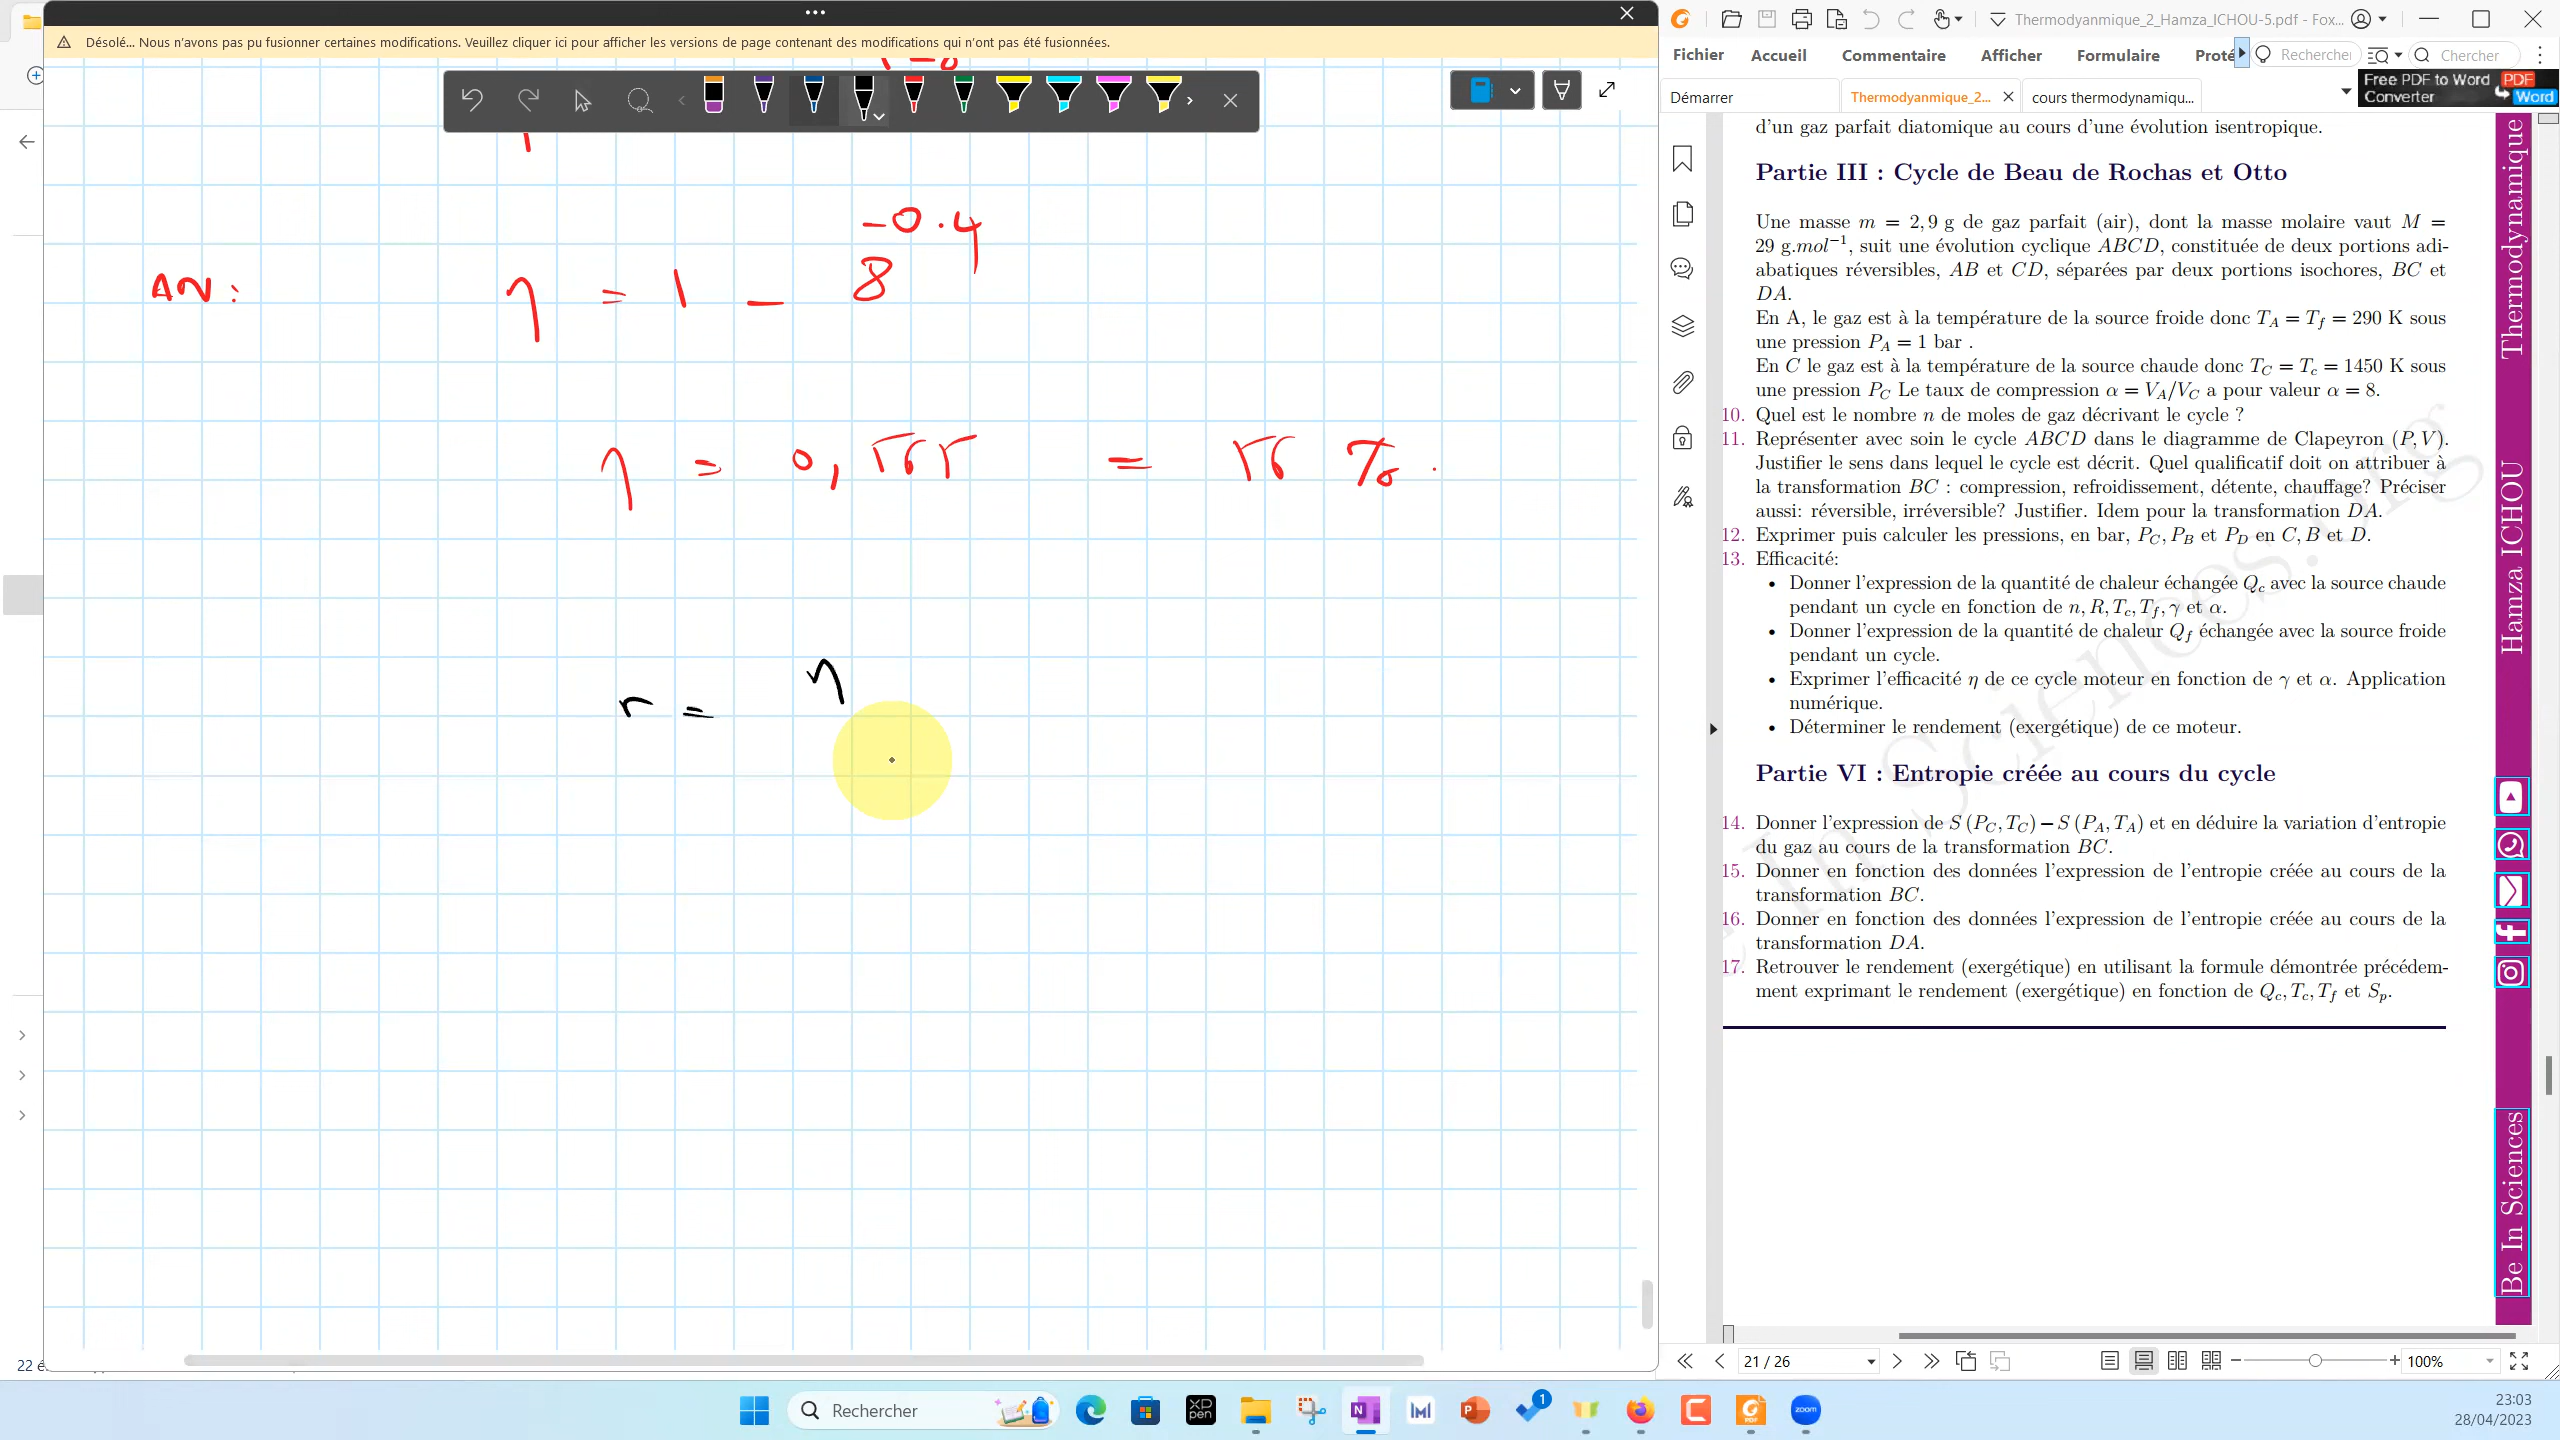 Désolé... Nous n'avons pas pu fusionner certaines modifications. Veuillez cliquer ici pour afficher les versions de page contenant des modifications qui n'ont pas été fusionnées.
AN :
η = 1 − 8^-0.4
η = 0,565 = 56 %.
r = η
22
Thermodyanmique_2_Hamza_ICHOU-5.pdf - Fox...
Fichier Accueil Commentaire Afficher Formulaire Proté
Rechercher
Chercher
Démarrer
Thermodyanmique_2...
cours thermodynamiqu...
Free PDF to Word Converter
PDF
Word
d'un gaz parfait diatomique au cours d'une évolution isentropique.
Partie III : Cycle de Beau de Rochas et Otto
Une masse m = 2,9 g de gaz parfait (air), dont la masse molaire vaut M =
29 g.mol⁻¹, suit une évolution cyclique ABCD, constituée de deux portions adi-
abatiques réversibles, AB et CD, séparées par deux portions isochores, BC et
DA.
En A, le gaz est à la température de la source froide donc T_A = T_f = 290 K sous
une pression P_A = 1 bar .
En C le gaz est à la température de la source chaude donc T_C = T_c = 1450 K sous
une pression P_C Le taux de compression α = V_A/V_C a pour valeur α = 8.
10. Quel est le nombre n de moles de gaz décrivant le cycle ?
11. Représenter avec soin le cycle ABCD dans le diagramme de Clapeyron (P, V).
Justifier le sens dans lequel le cycle est décrit. Quel qualificatif doit on attribuer à
la transformation BC : compression, refroidissement, détente, chauffage? Préciser
aussi: réversible, irréversible? Justifier. Idem pour la transformation DA.
12. Exprimer puis calculer les pressions, en bar, P_C, P_B et P_D en C, B et D.
13. Efficacité:
• Donner l'expression de la quantité de chaleur échangée Q_c avec la source chaude
pendant un cycle en fonction de n, R, T_c, T_f, γ et α.
• Donner l'expression de la quantité de chaleur Q_f échangée avec la source froide
pendant un cycle.
• Exprimer l'efficacité η de ce cycle moteur en fonction de γ et α. Application
numérique.
• Déterminer le rendement (exergétique) de ce moteur.
Partie VI : Entropie créée au cours du cycle
14. Donner l'expression de S (P_C, T_C) − S (P_A, T_A) et en déduire la variation d'entropie
du gaz au cours de la transformation BC.
15. Donner en fonction des données l'expression de l'entropie créée au cours de la
transformation BC.
16. Donner en fonction des données l'expression de l'entropie créée au cours de la
transformation DA.
17. Retrouver le rendement (exergétique) en utilisant la formule démontrée précédem-
ment exprimant le rendement (exergétique) en fonction de Q_c, T_c, T_f et S_p.
Thermodynamique
Hamza ICHOU
Be In Sciences
In Sciences.org
21 / 26
100%
Rechercher
XD pen
1
zoom
23:03
28/04/2023